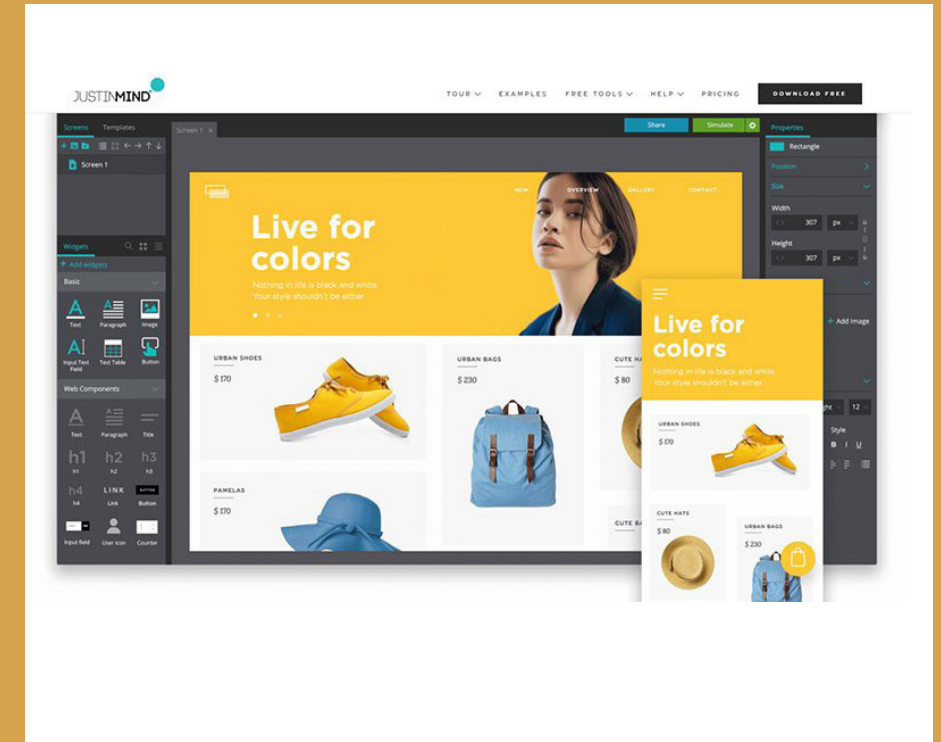 JUSTINMIND
TOUR EXAMPLES FREE TOOLS HELP PRICING DOWNLOAD FREE
Screens Templates
Screen 1 ×
Share Simulate
Properties
Screen 1
Rectangle
Position
Size
Width
307 px
Height
307 px
+ Add Image
12
Style
B I U
Widgets
+ Add widgets
Basic
Text Paragraph Image
Input Text Field Text Table Button
Web Components
Text Paragraph Title
h1 h2 h3
h1 h2 h3
h4 LINK BUTTON
h4 Link Button
Input field User icon Counter
NEW OVERVIEW GALLERY CONTACT
Live for
colors
Nothing in life is black and white.
Your style shouldn't be either.
URBAN SHOES
$ 170
URBAN BAGS
$ 230
CUTE H
$ 80
PAMELAS
$ 170
CUTE B
Live for
colors
Nothing in life is black and white.
Your style shouldn't be either.
URBAN SHOES
$ 170
CUTE HATS
$ 80
URBAN BAGS
$ 230